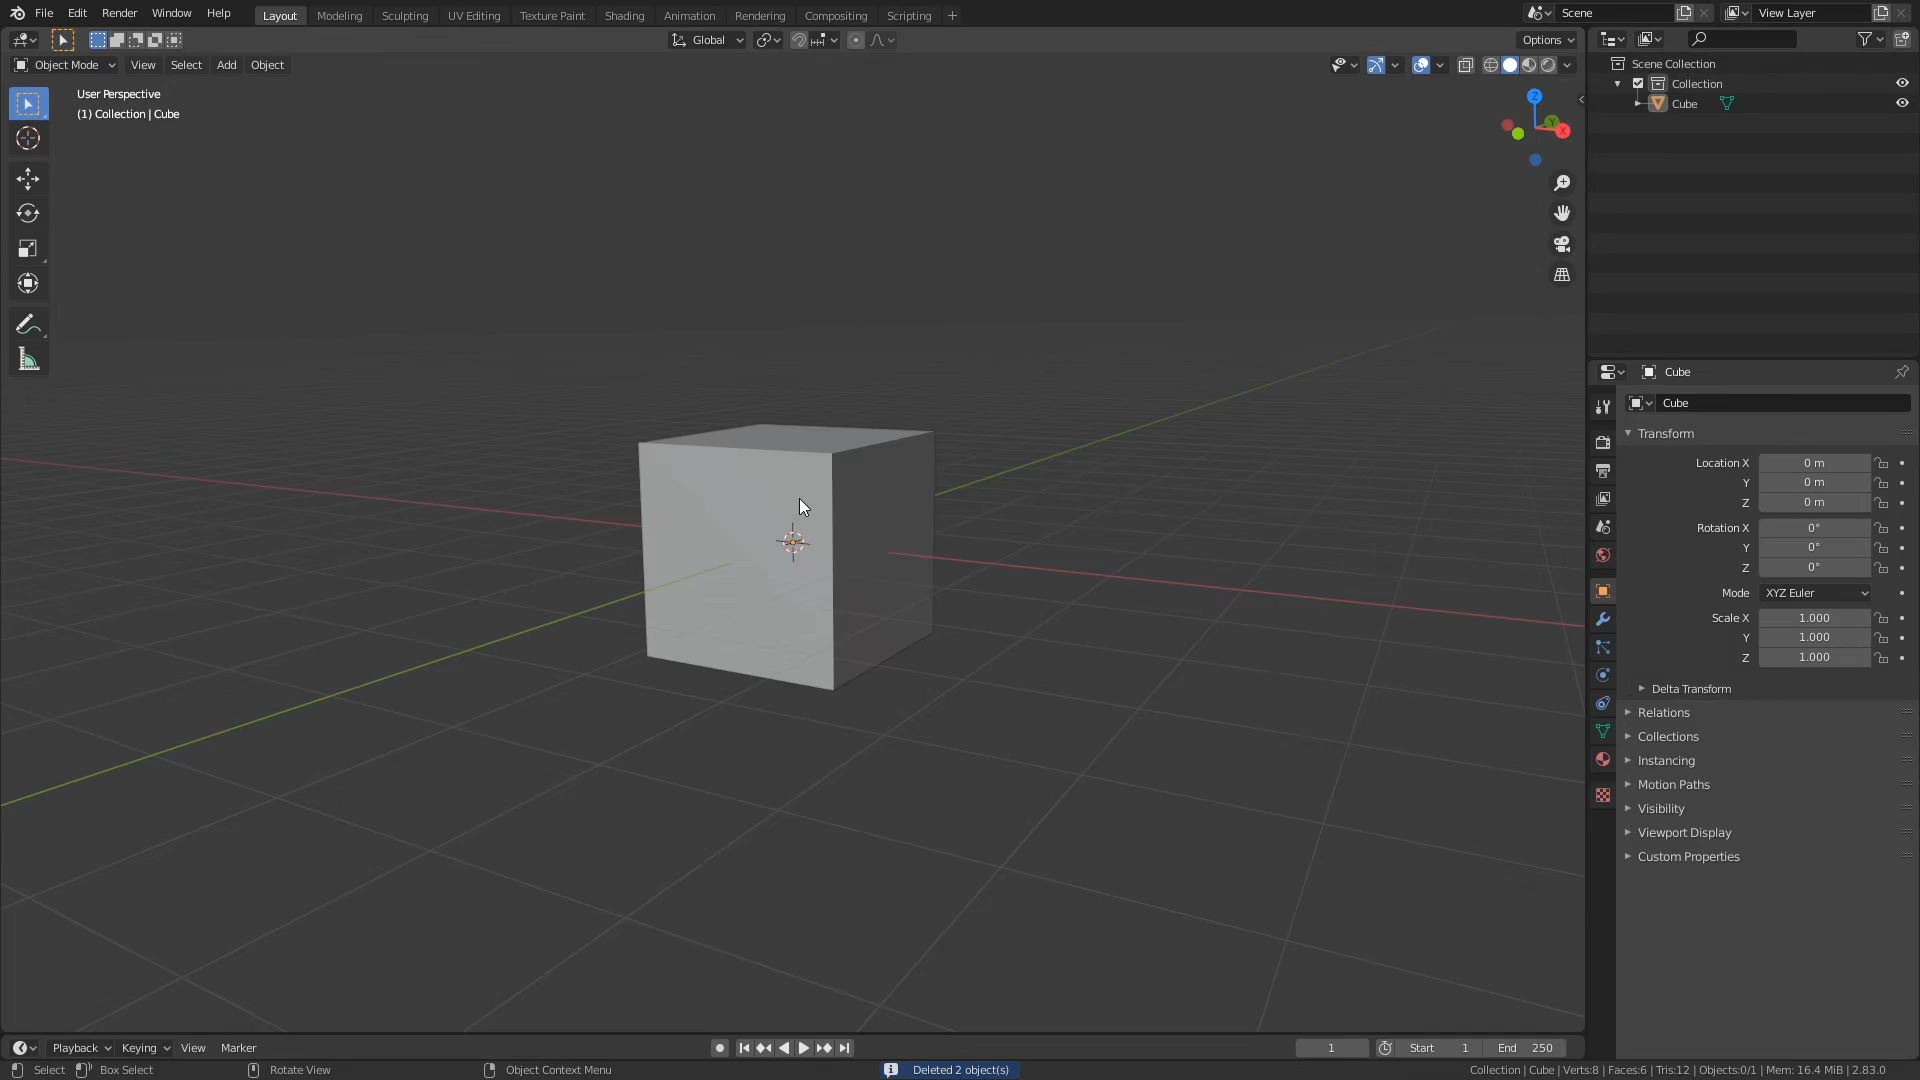 File Edit Render Window Help
Layout Modeling Sculpting UV Editing Texture Paint Shading Animation Rendering Compositing Scripting +
Scene
View Layer
Global
Options
Object Mode View Select Add Object
User Perspective
(1) Collection | Cube
Z
Y
X
Scene Collection
Collection
Cube
Cube
Cube
Transform
Location X 0 m
Y 0 m
Z 0 m
Rotation X 0°
Y 0°
Z 0°
Mode XYZ Euler
Scale X 1.000
Y 1.000
Z 1.000
Delta Transform
Relations
Collections
Instancing
Motion Paths
Visibility
Viewport Display
Custom Properties
Playback Keying View Marker
1
Start 1
End 250
Select
Box Select
Rotate View
Object Context Menu
Deleted 2 object(s)
Collection | Cube | Verts:8 | Faces:6 | Tris:12 | Objects:0/1 | Mem: 16.4 MiB | 2.83.0